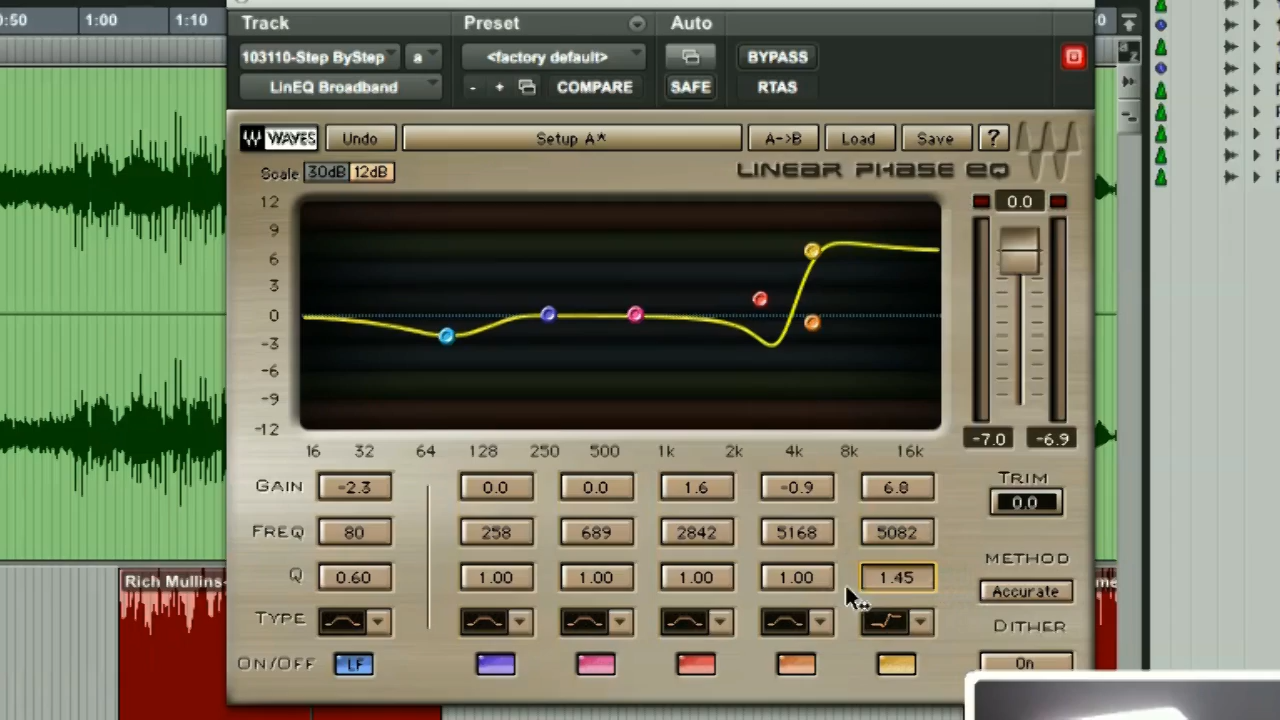 0:50 1:00 1:10
Track Preset Auto
103110-Step ByStep a <factory default> BYPASS
LinEQ Broadband - + COMPARE SAFE RTAS
WAVES Undo Setup A* A->B Load Save ?
Scale 30dB 12dB LINEAR PHASE EQ
0.0
12
9
6
3
0
-3
-6
-9
-12
-7.0 -6.9
16 32 64 128 250 500 1k 2k 4k 8k 16k
GAIN -2.3 0.0 0.0 1.6 -0.9 6.8
TRIM
0.0
FREQ 80 258 689 2842 5168 5082
METHOD
Q 0.60 1.00 1.00 1.00 1.00 1.45
Accurate
TYPE
DITHER
ON/OFF LF On
Rich Mullins-